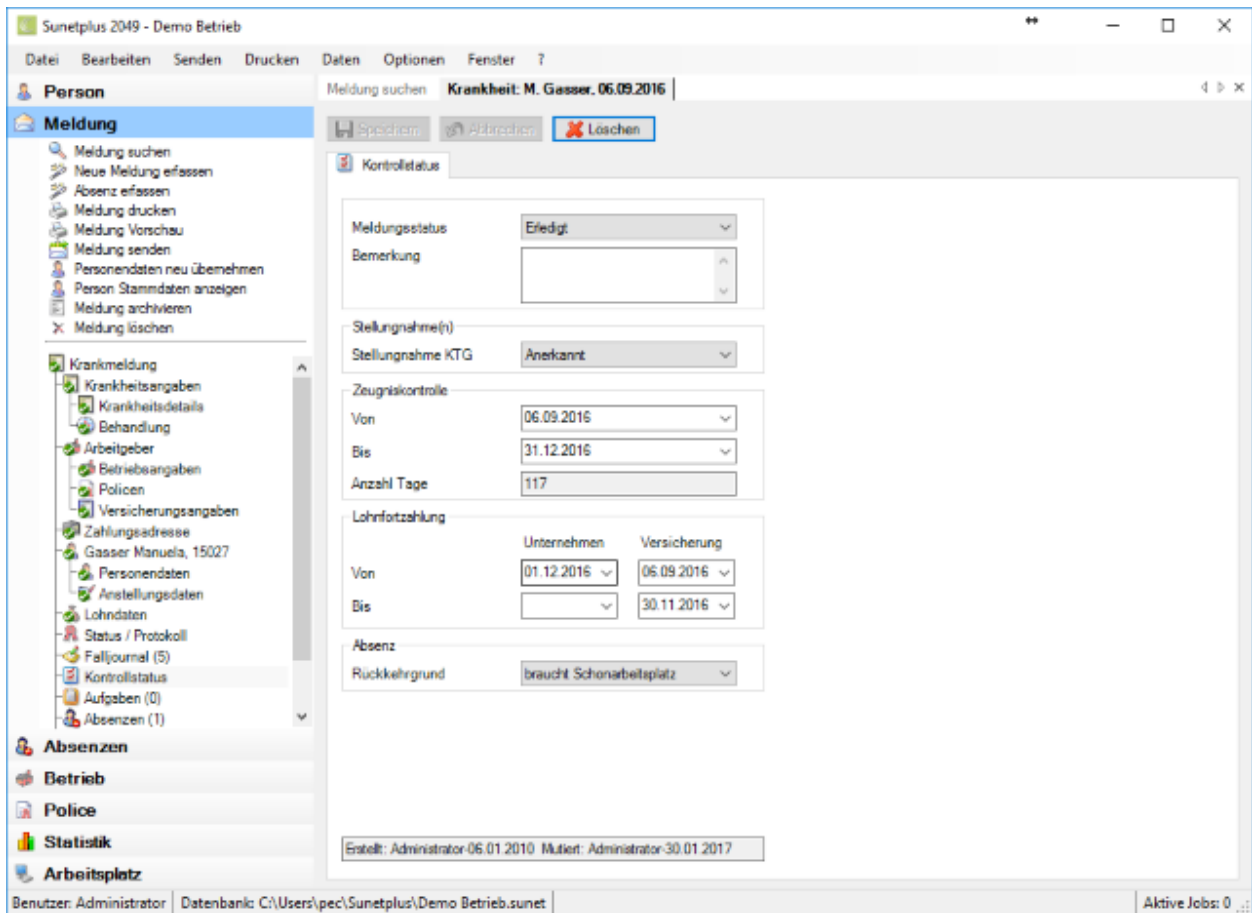 Sunetplus 2049 - Demo Betrieb
Datei Bearbeiten Senden Drucken Daten Optionen Fenster ?
Person
Meldung
Meldung suchen
Neue Meldung erfassen
Absenz erfassen
Meldung drucken
Meldung Vorschau
Meldung senden
Personendaten neu übernehmen
Person Stammdaten anzeigen
Meldung archivieren
Meldung löschen
Krankmeldung
Krankheitsangaben
Krankheitsdetails
Behandlung
Arbeitgeber
Betriebsangaben
Policen
Versicherungsangaben
Zahlungsadresse
Gasser Manuela, 15027
Personendaten
Anstellungsdaten
Lohndaten
Status / Protokoll
Falljournal (5)
Kontrollstatus
Aufgaben (0)
Absenzen (1)
Absenzen
Betrieb
Police
Statistik
Arbeitsplatz
Meldung suchen Krankheit: M. Gasser, 06.09.2016
Speichern Abbrechen Löschen
Kontrollstatus
Meldungsstatus Erledigt
Bemerkung
Stellungnahme(n)
Stellungnahme KTG Anerkannt
Zeugniskontrolle
Von 06.09.2016
Bis 31.12.2016
Anzahl Tage 117
Lohnfortzahlung
Unternehmen Versicherung
Von 01.12.2016 06.09.2016
Bis 30.11.2016
Absenz
Rückkehrgrund braucht Schonarbeitsplatz
Erstellt: Administrator-06.01.2010 Mutiert: Administrator-30.01.2017
Benutzer: Administrator Datenbank: C:\Users\pec\Sunetplus\Demo Betrieb.sunet Aktive Jobs: 0